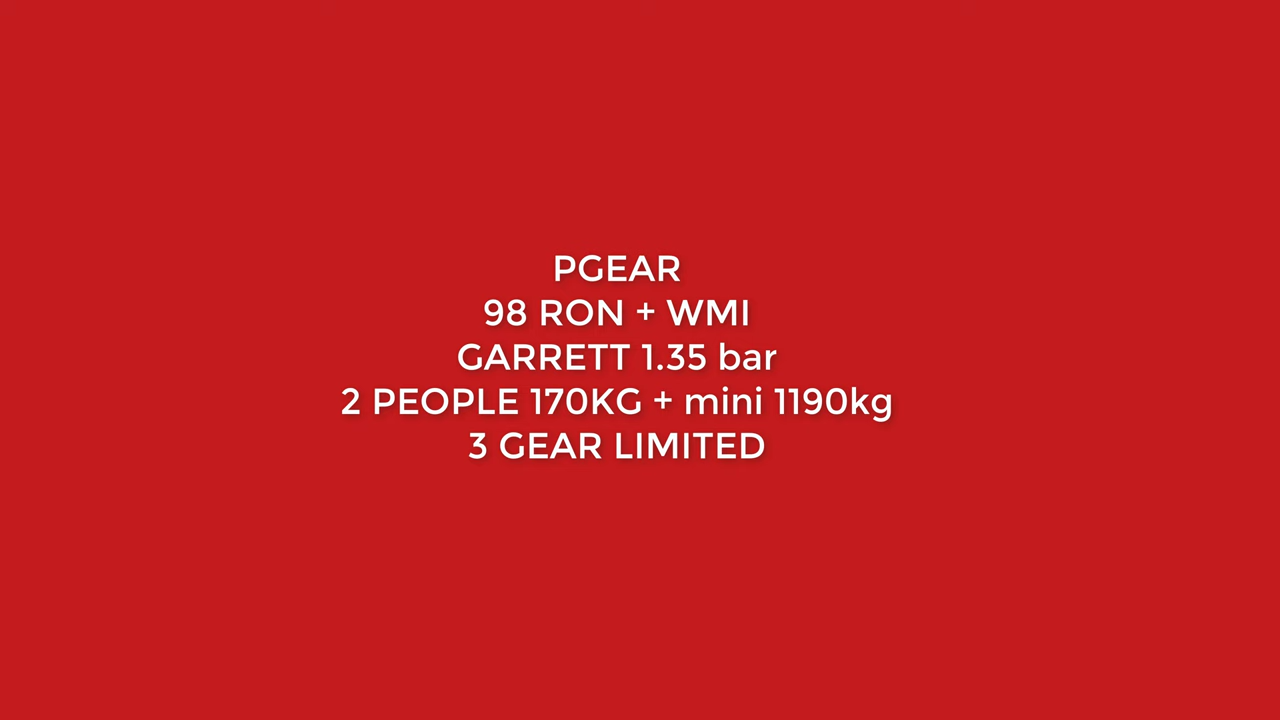 PGEAR
98 RON + WMI
GARRETT 1.35 bar
2 PEOPLE 170KG + mini 1190kg
3 GEAR LIMITED